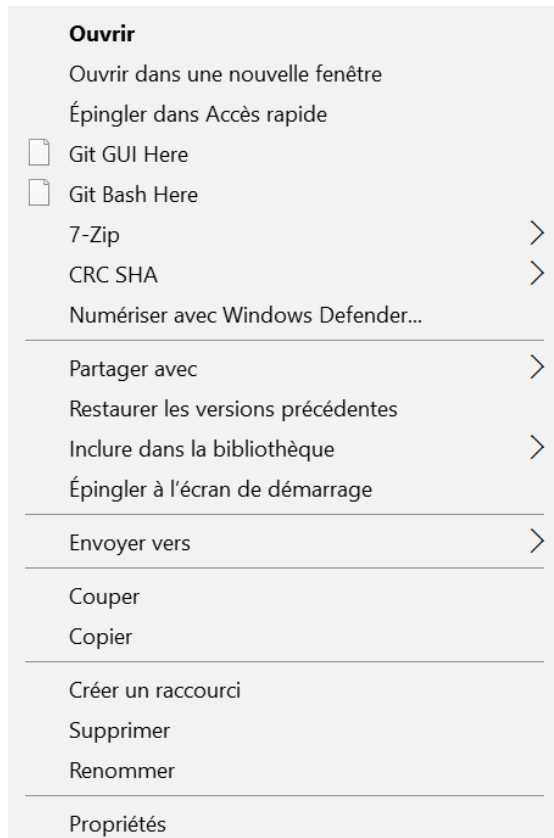 Ouvrir
Ouvrir dans une nouvelle fenêtre
Épingler dans Accès rapide
Git GUI Here
Git Bash Here
7-Zip
CRC SHA
Numériser avec Windows Defender...
Partager avec
Restaurer les versions précédentes
Inclure dans la bibliothèque
Épingler à l'écran de démarrage
Envoyer vers
Couper
Copier
Créer un raccourci
Supprimer
Renommer
Propriétés